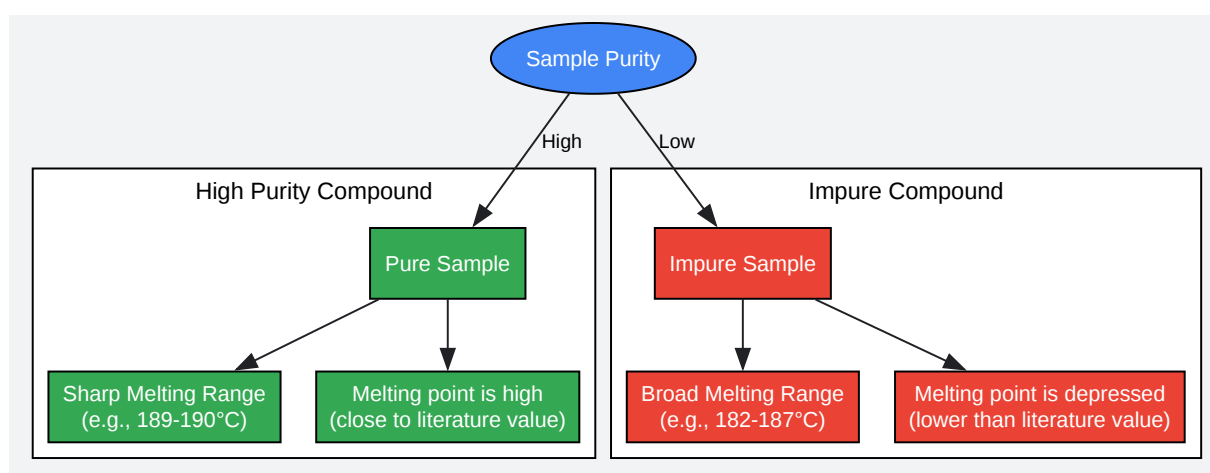 Sample Purity
High
Low
High Purity Compound
Impure Compound
Pure Sample
Impure Sample
Sharp Melting Range
(e.g., 189-190°C)
Melting point is high
(close to literature value)
Broad Melting Range
(e.g., 182-187°C)
Melting point is depressed
(lower than literature value)